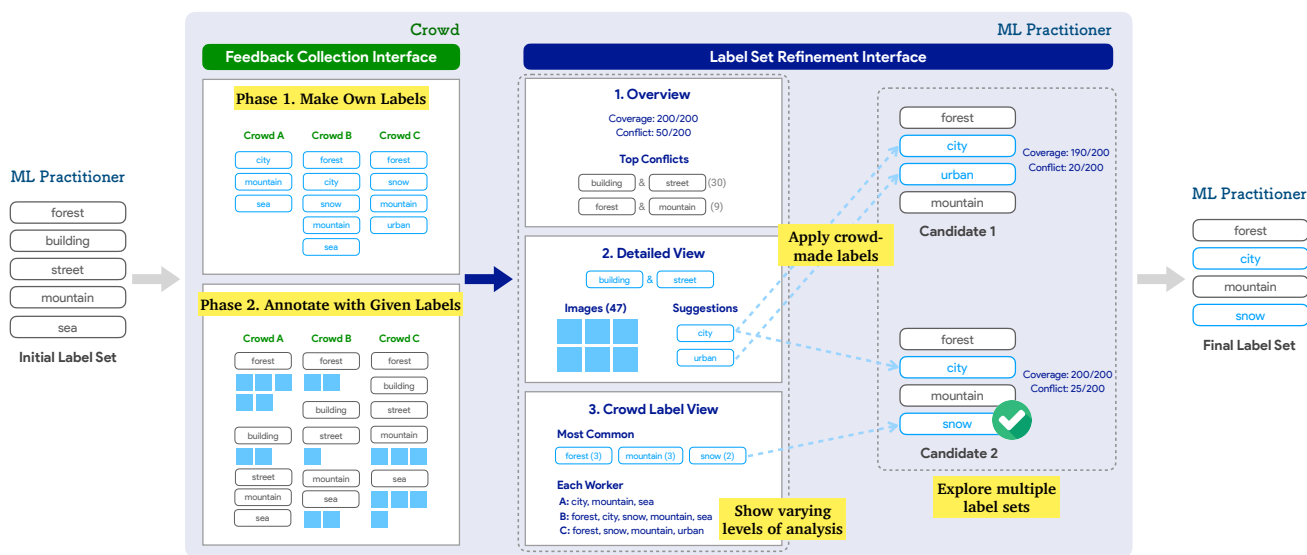 ML Practitioner
forest
building
street
mountain
sea
Initial Label Set
Crowd
Feedback Collection Interface
Phase 1. Make Own Labels
Crowd A
Crowd B
Crowd C
city
forest
forest
mountain
city
snow
sea
snow
mountain
mountain
urban
sea
Phase 2. Annotate with Given Labels
Crowd A
Crowd B
Crowd C
forest
forest
forest
building
building
street
building
street
mountain
street
mountain
sea
mountain
sea
sea
ML Practitioner
Label Set Refinement Interface
1. Overview
Coverage: 200/200
Conflict: 50/200
Top Conflicts
building & street (30)
forest & mountain (9)
2. Detailed View
building & street
Images (47)
Suggestions
city
urban
3. Crowd Label View
Most Common
forest (3)
mountain (3)
snow (2)
Each Worker
A: city, mountain, sea
B: forest, city, snow, mountain, sea
C: forest, snow, mountain, urban
Show varying
levels of analysis
Apply crowd-
made labels
forest
city
urban
mountain
Coverage: 190/200
Conflict: 20/200
Candidate 1
forest
city
mountain
snow
Coverage: 200/200
Conflict: 25/200
Candidate 2
Explore multiple
label sets
ML Practitioner
forest
city
mountain
snow
Final Label Set